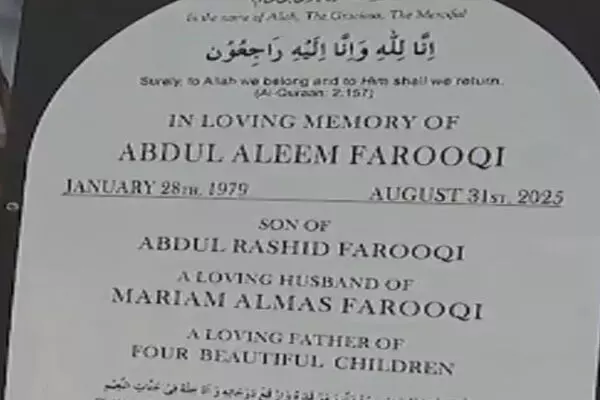 In the name of Allah, The Gracious, The Merciful
اِنَّا لِلّٰهِ وَاِنَّا اِلَيْهِ رَاجِعُوْنَ
Surely, to Allah we belong and to Him shall we return.
(Al-Quraan: 2:157)
IN LOVING MEMORY OF
ABDUL ALEEM FAROOQI
JANUARY 28TH, 1979 AUGUST 31ST, 2025
SON OF
ABDUL RASHID FAROOQI
A LOVING HUSBAND OF
MARIAM ALMAS FAROOQI
A LOVING FATHER OF
FOUR BEAUTIFUL CHILDREN